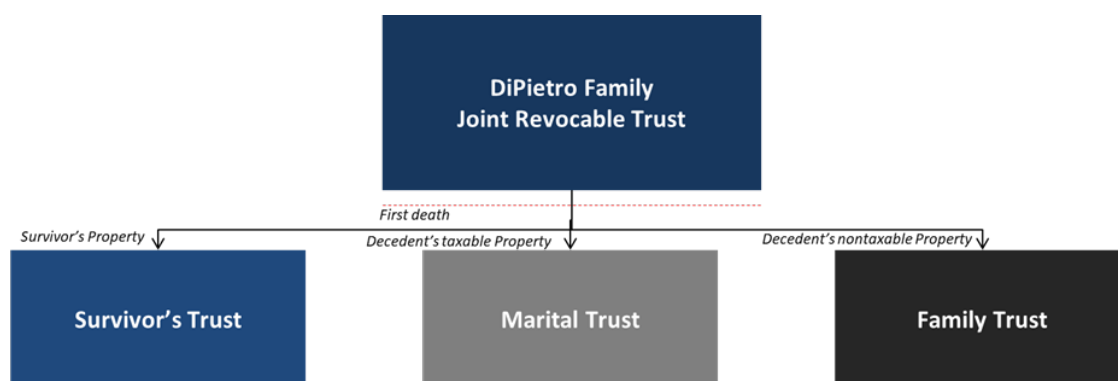 DiPietro Family
Joint Revocable Trust
First death
Survivor's Property
Decedent's taxable Property
Decedent's nontaxable Property
Survivor's Trust
Marital Trust
Family Trust